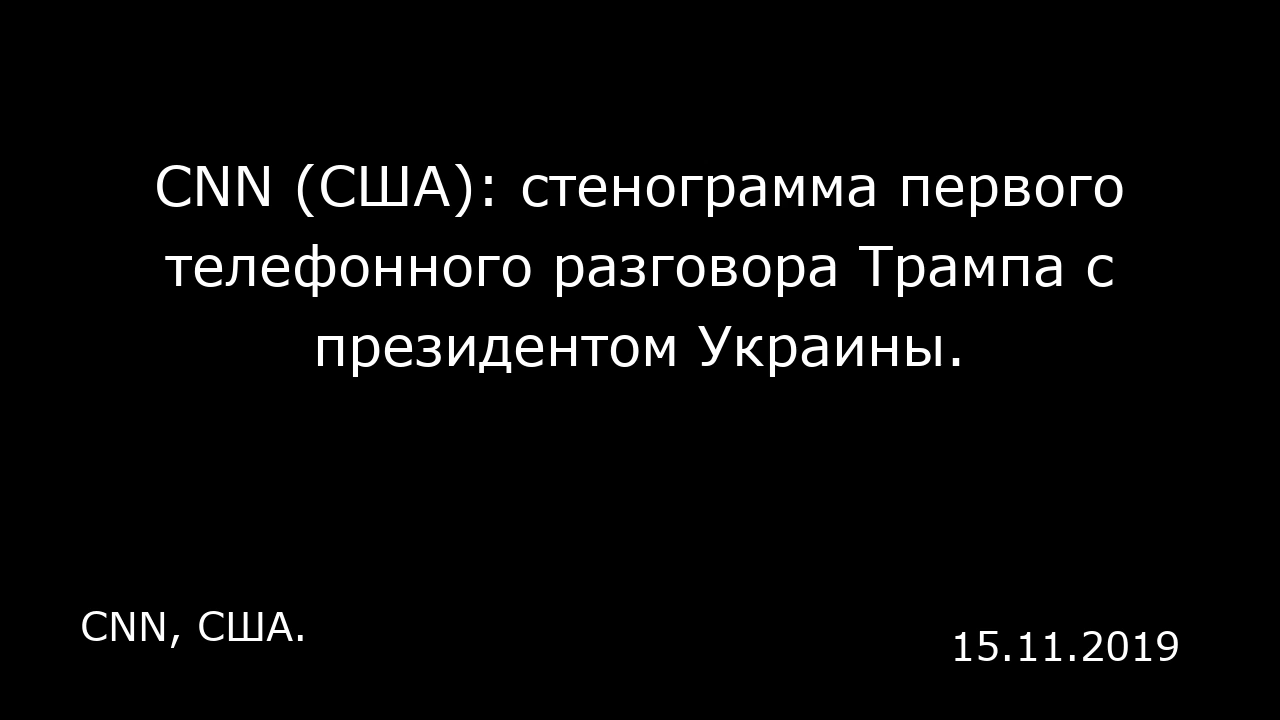 CNN (США): стенограмма первого
телефонного разговора Трампа с
президентом Украины.
CNN, США.
15.11.2019